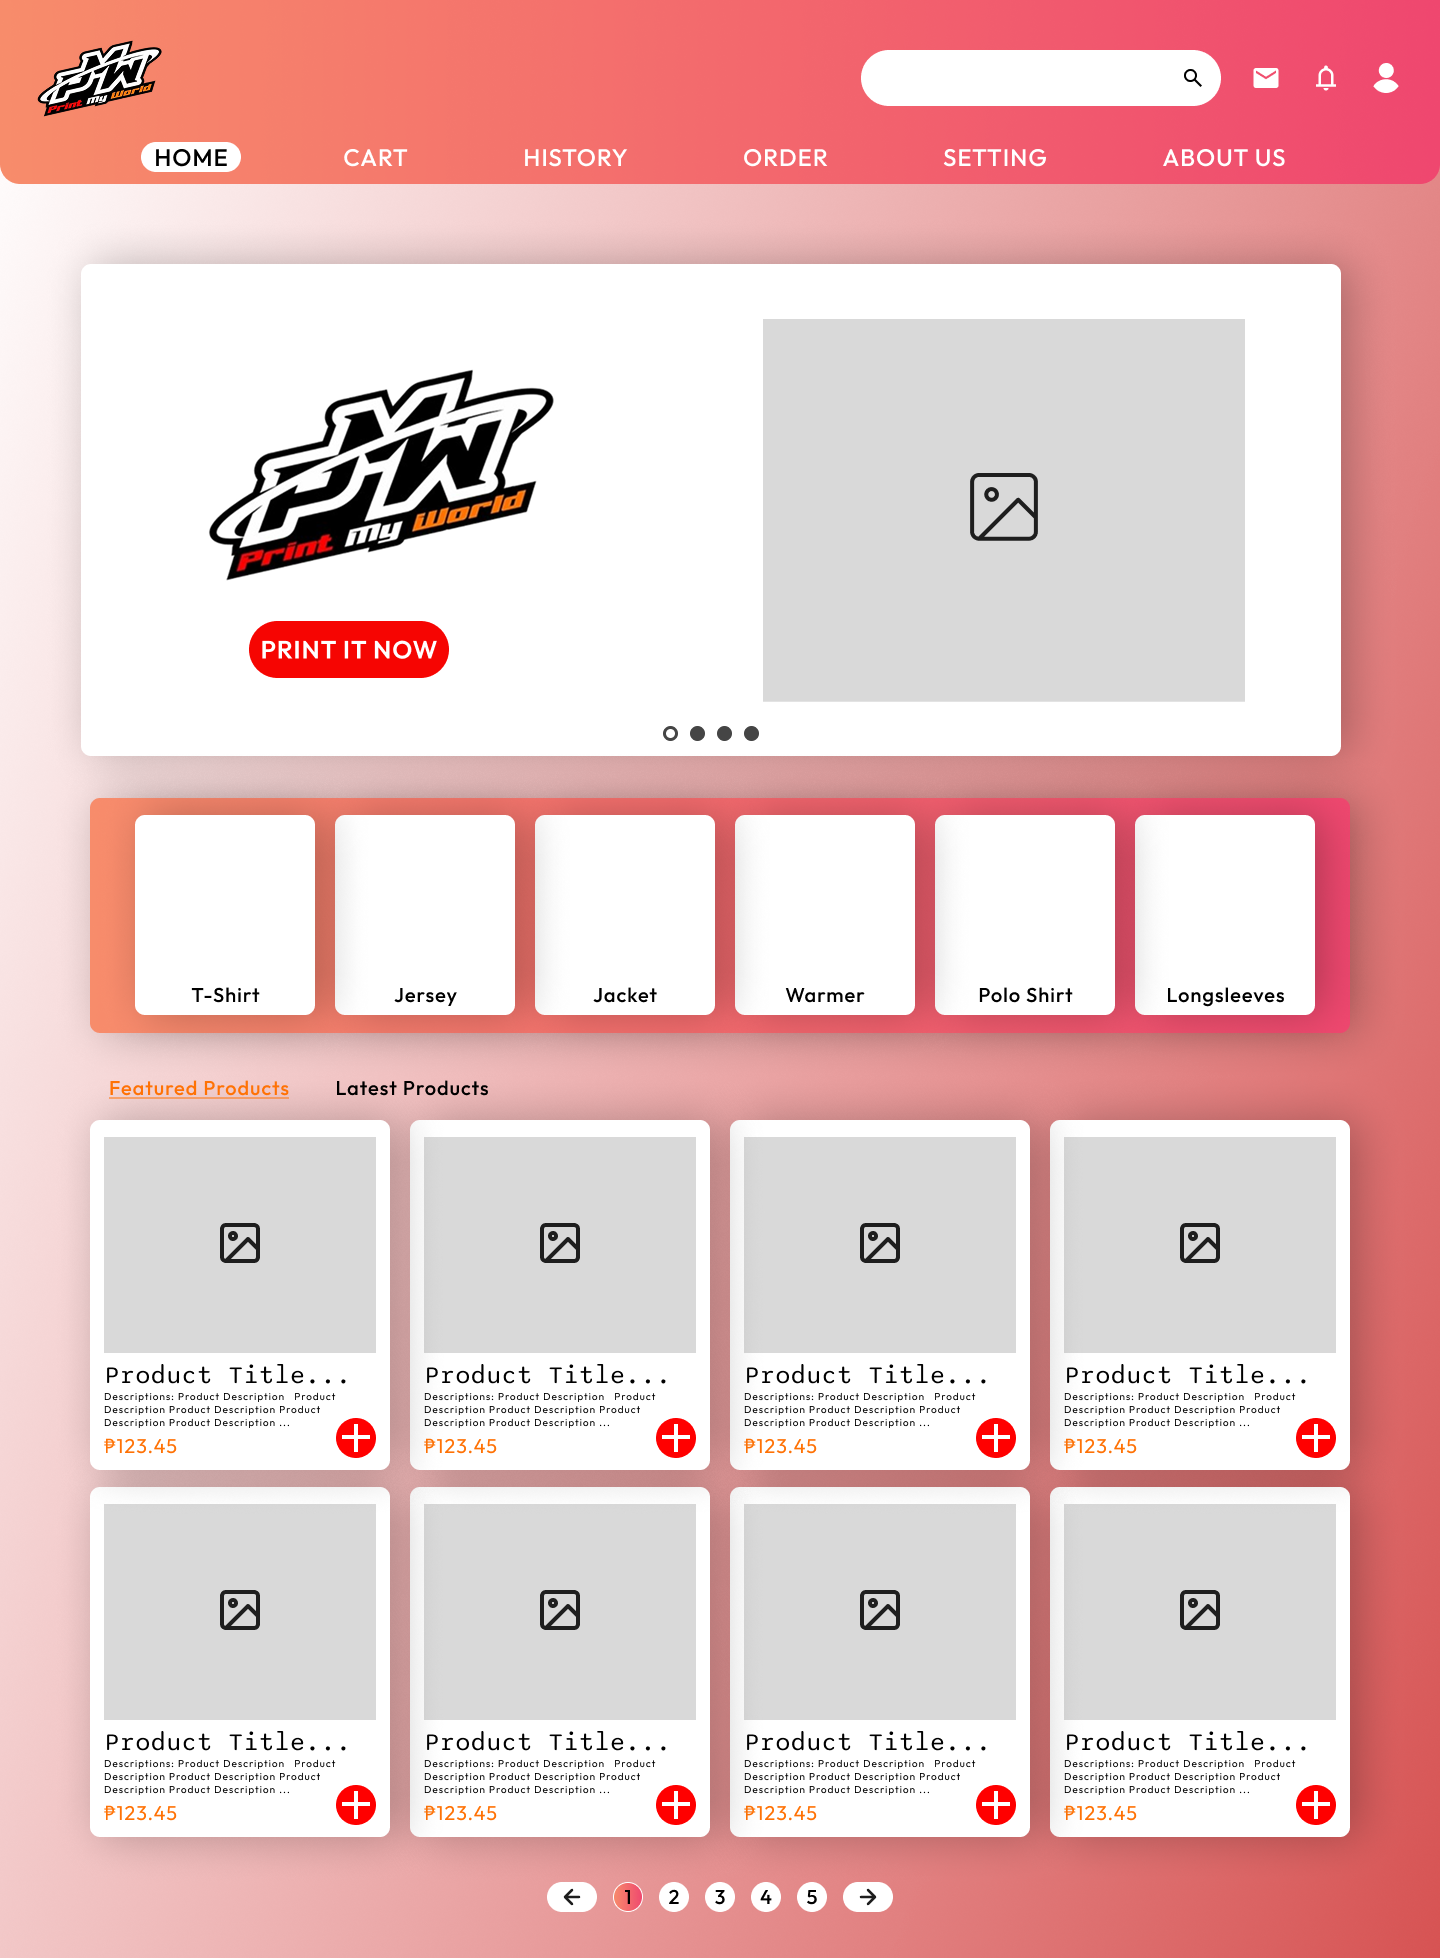 PMW
Print My World
HOME CART HISTORY ORDER SETTING ABOUT US
PMW
Print My World
PRINT IT NOW
T-Shirt Jersey Jacket Warmer Polo Shirt Longsleeves
Featured Products Latest Products
Product Title...
Descriptions: Product Description Product
Description Product Description Product
Description Product Description ...
₱123.45
Product Title...
Descriptions: Product Description Product
Description Product Description Product
Description Product Description ...
₱123.45
Product Title...
Descriptions: Product Description Product
Description Product Description Product
Description Product Description ...
₱123.45
Product Title...
Descriptions: Product Description Product
Description Product Description Product
Description Product Description ...
₱123.45
Product Title...
Descriptions: Product Description Product
Description Product Description Product
Description Product Description ...
₱123.45
Product Title...
Descriptions: Product Description Product
Description Product Description Product
Description Product Description ...
₱123.45
Product Title...
Descriptions: Product Description Product
Description Product Description Product
Description Product Description ...
₱123.45
Product Title...
Descriptions: Product Description Product
Description Product Description Product
Description Product Description ...
₱123.45
1 2 3 4 5